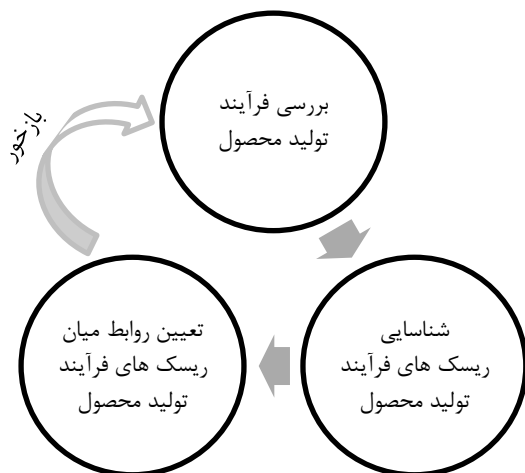 بررسی فرآیند
تولید محصول
شناسایی
ریسک های فرآیند
تولید محصول
تعیین روابط میان
ریسک های فرآیند
تولید محصول
بازخور